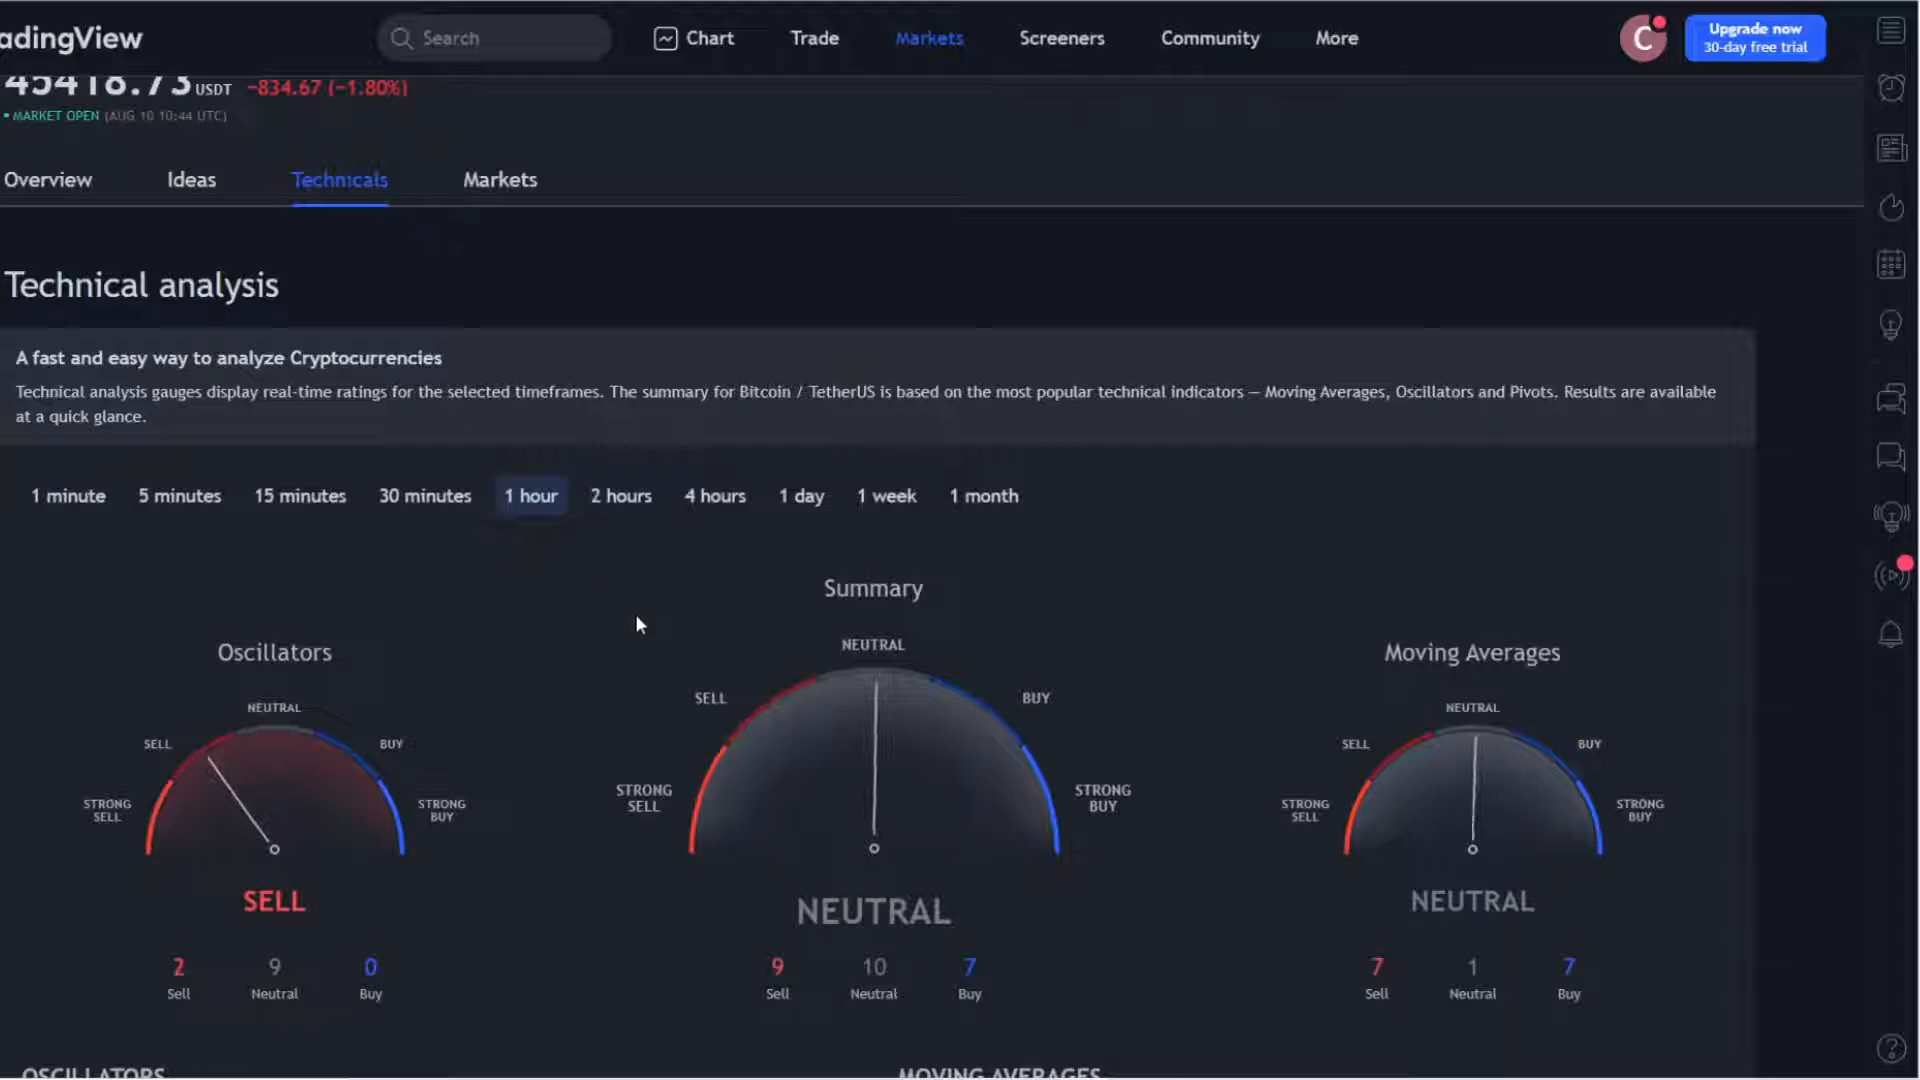 adingView
Search
Chart
Trade
Markets
Screeners
Community
More
C
Upgrade now
30-day free trial
45418.73 USDT −834.67 (−1.80%)
• MARKET OPEN (AUG 10 10:44 UTC)
Overview
Ideas
Technicals
Markets
Technical analysis
A fast and easy way to analyze Cryptocurrencies
Technical analysis gauges display real-time ratings for the selected timeframes. The summary for Bitcoin / TetherUS is based on the most popular technical indicators — Moving Averages, Oscillators and Pivots. Results are available
at a quick glance.
1 minute
5 minutes
15 minutes
30 minutes
1 hour
2 hours
4 hours
1 day
1 week
1 month
Oscillators
NEUTRAL
SELL
BUY
STRONG
SELL
STRONG
BUY
SELL
2
9
0
Sell
Neutral
Buy
Summary
NEUTRAL
SELL
BUY
STRONG
SELL
STRONG
BUY
NEUTRAL
9
10
7
Sell
Neutral
Buy
Moving Averages
NEUTRAL
SELL
BUY
STRONG
SELL
STRONG
BUY
NEUTRAL
7
1
7
Sell
Neutral
Buy
OSCILLATORS
MOVING AVERAGES